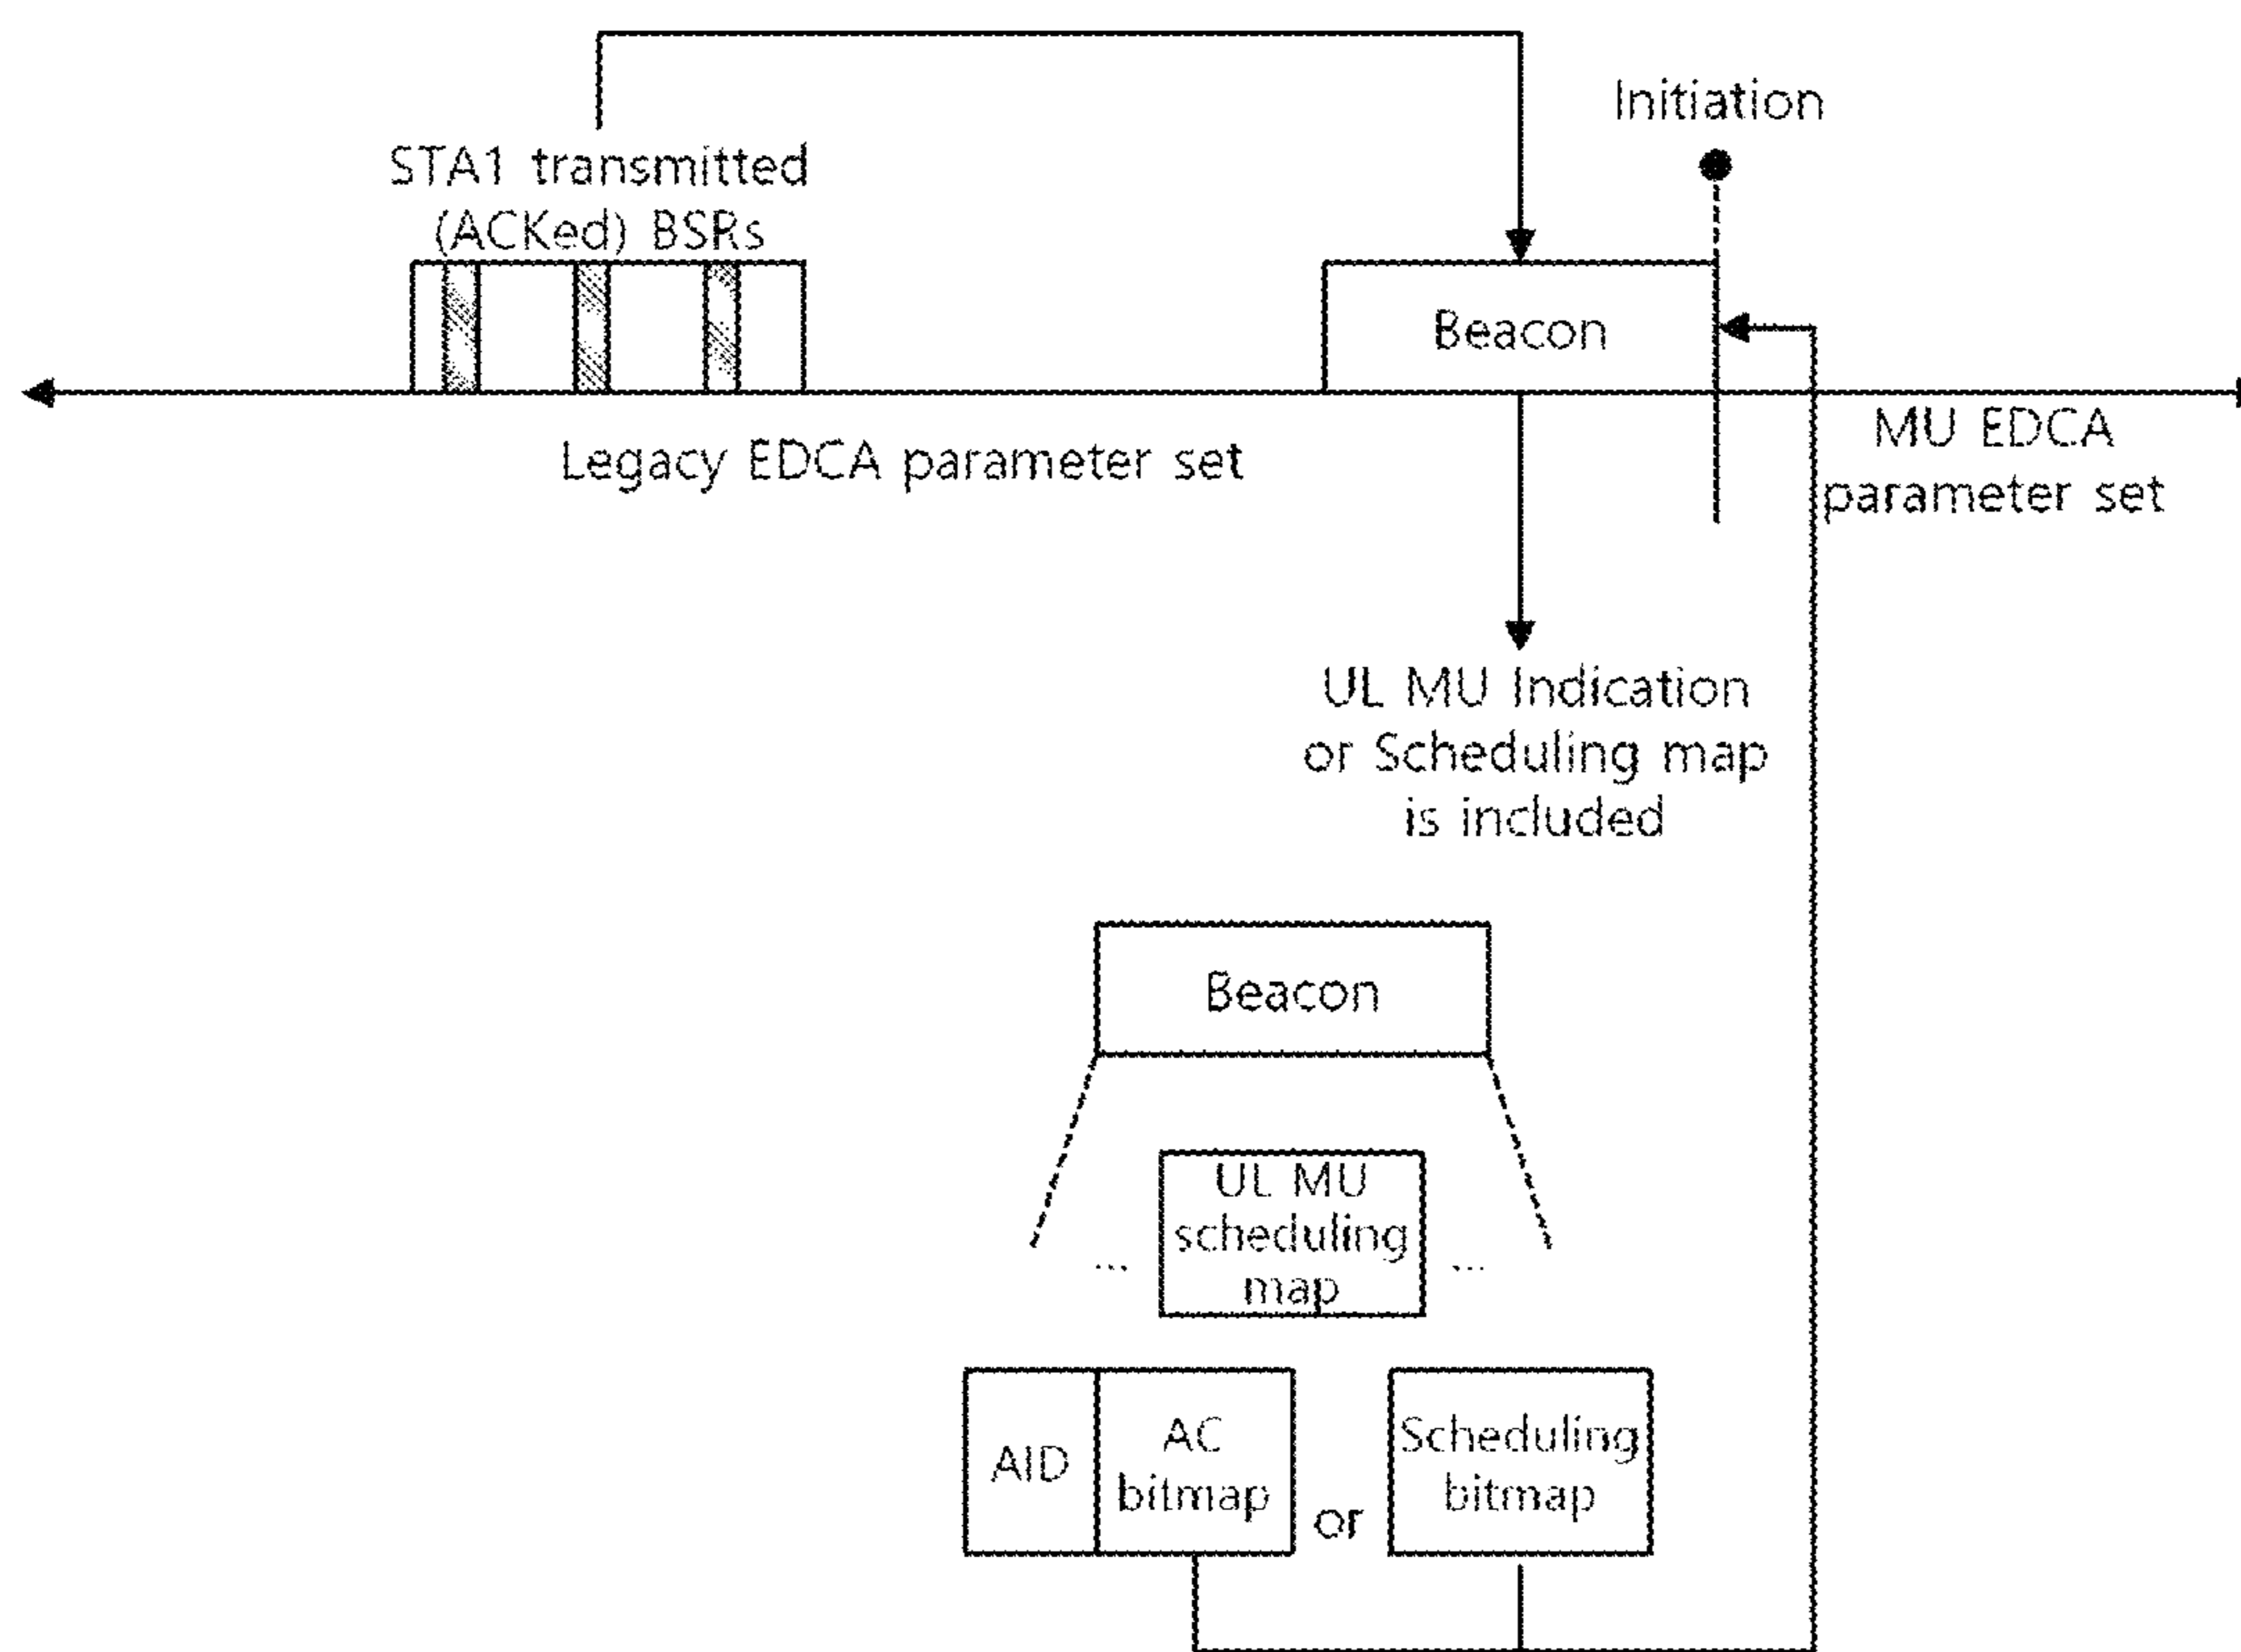 Initiation
STA1 transmitted
(ACKed) BSRs
Beacon
Legacy EDCA parameter set
MU EDCA
parameter set
UL MU Indication
or Scheduling map
is included
Beacon
UL MU
scheduling
map
...
...
AID
AC
bitmap
or
Scheduling
bitmap